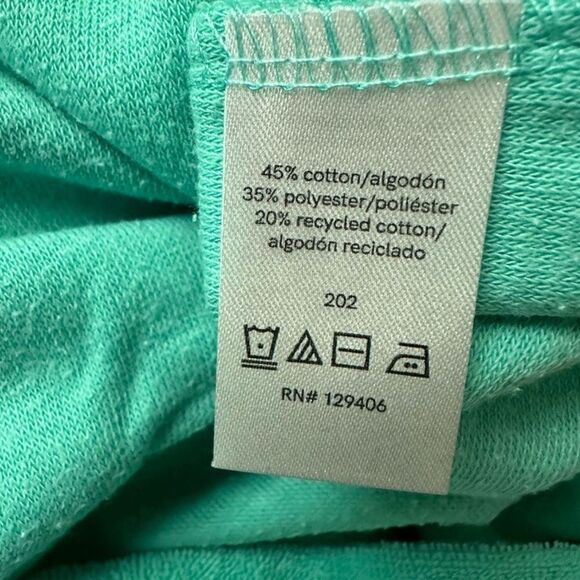 45% cotton/algodón
35% polyester/poliéster
20% recycled cotton/
algodón reciclado
202
RN# 129406